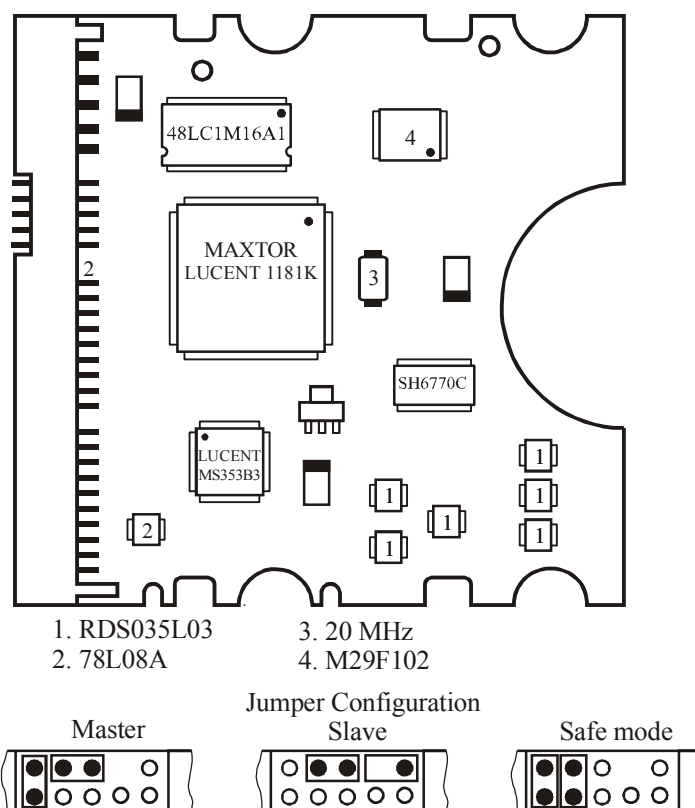 48LC1M16A1
4
MAXTOR
LUCENT 1181K
2
3
SH6770C
LUCENT
MS353B3
1
1
1
1
2
1
1
1. RDS035L03
2. 78L08A
3. 20 MHz
4. M29F102
Jumper Configuration
Master
Slave
Safe mode